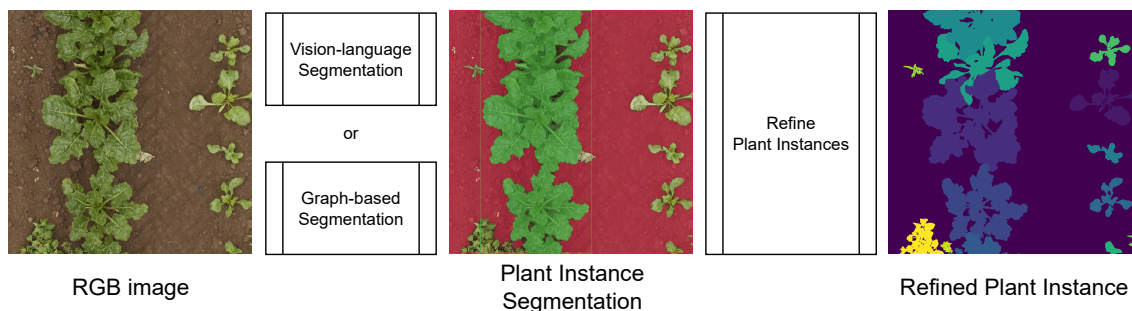 Vision-language
Segmentation
or
Graph-based
Segmentation
Refine
Plant Instances
RGB image
Plant Instance
Segmentation
Refined Plant Instance